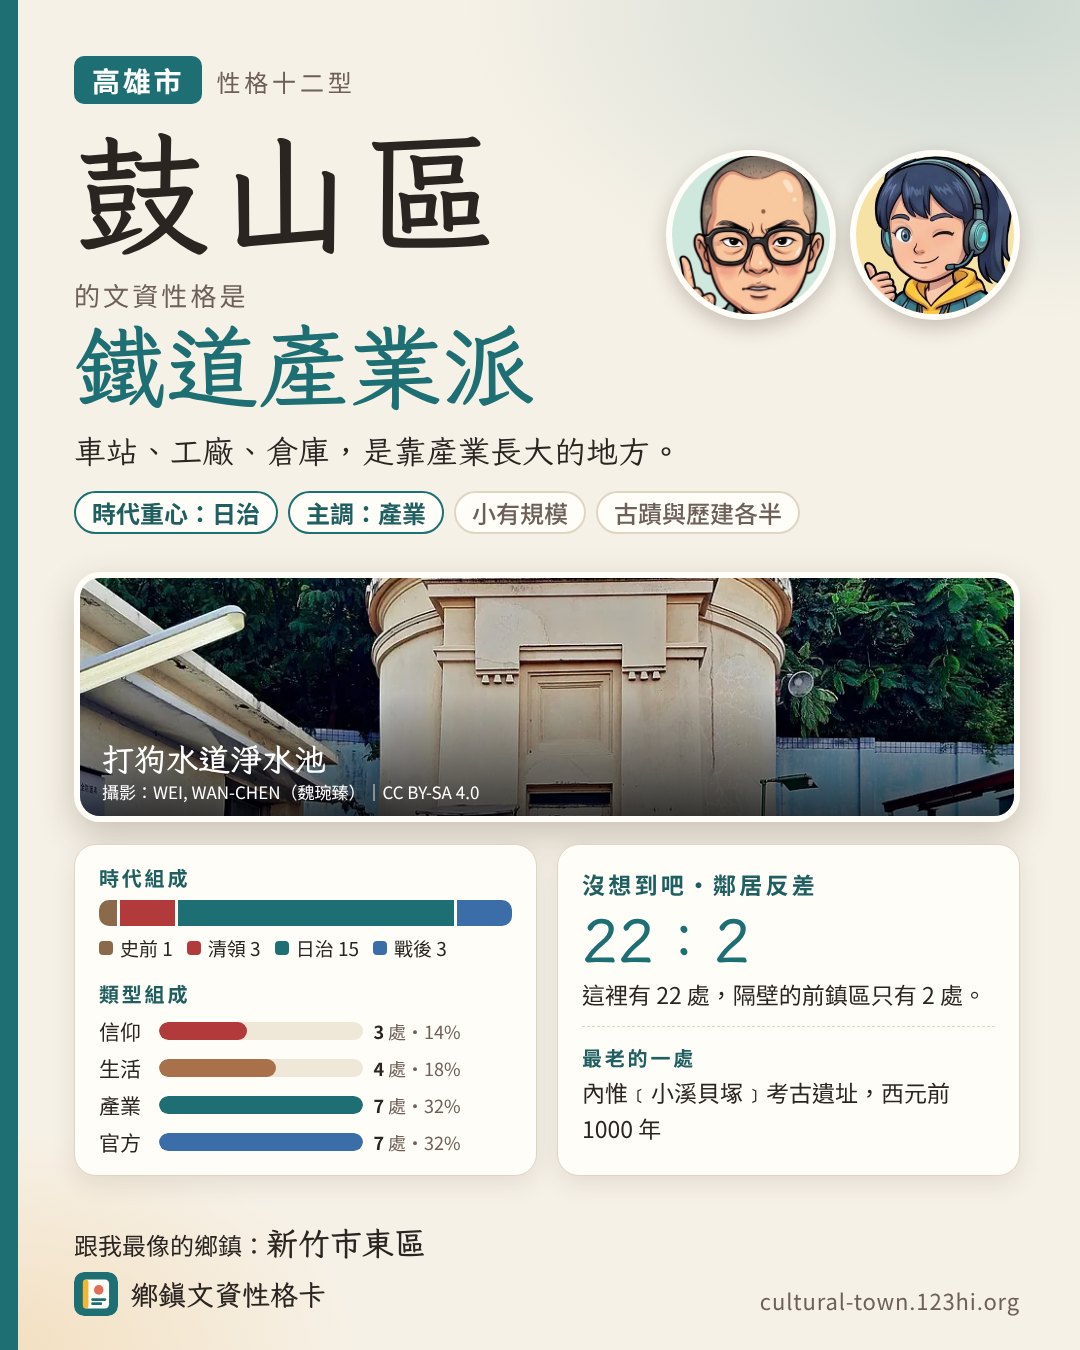 高雄市 性格十二型
鼓山區
的文資性格是
鐵道產業派
車站、工廠、倉庫，是靠產業長大的地方。
時代重心：日治 主調：產業 小有規模 古蹟與歷建各半
打狗水道淨水池
攝影：WEI, WAN-CHEN（魏琬臻）｜CC BY-SA 4.0
時代組成
史前 1 清領 3 日治 15 戰後 3
類型組成
信仰 3 處・14%
生活 4 處・18%
產業 7 處・32%
官方 7 處・32%
沒想到吧・鄰居反差
22：2
這裡有 22 處，隔壁的前鎮區只有 2 處。
最老的一處
內惟﹝小溪貝塚﹞考古遺址，西元前
1000 年
跟我最像的鄉鎮：新竹市東區
鄉鎮文資性格卡
cultural-town.123hi.org